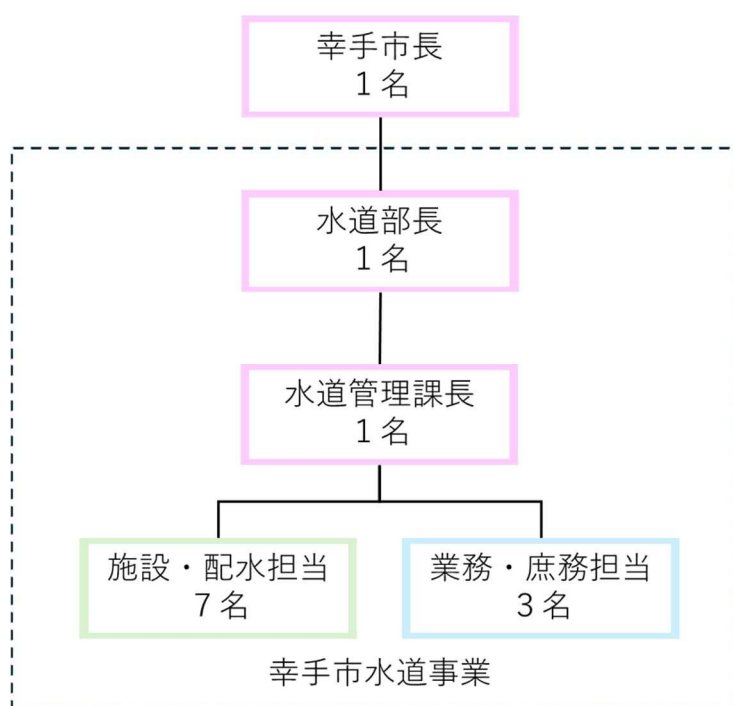 幸手市長
1名
水道部長
1名
水道管理課長
1名
施設・配水担当
7名
業務・庶務担当
3名
幸手市水道事業